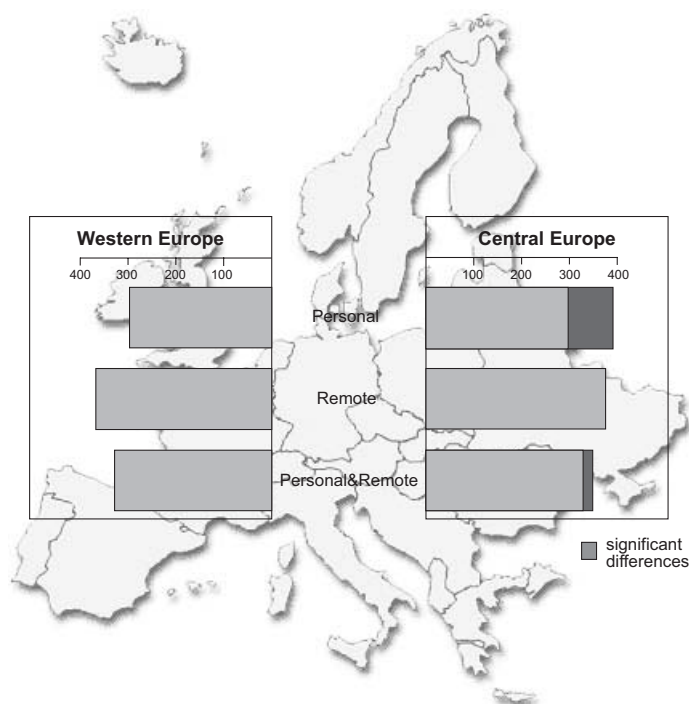 Western Europe
400 300 200 100
Central Europe
100 200 300 400
Personal
Remote
Personal&Remote
significant
differences